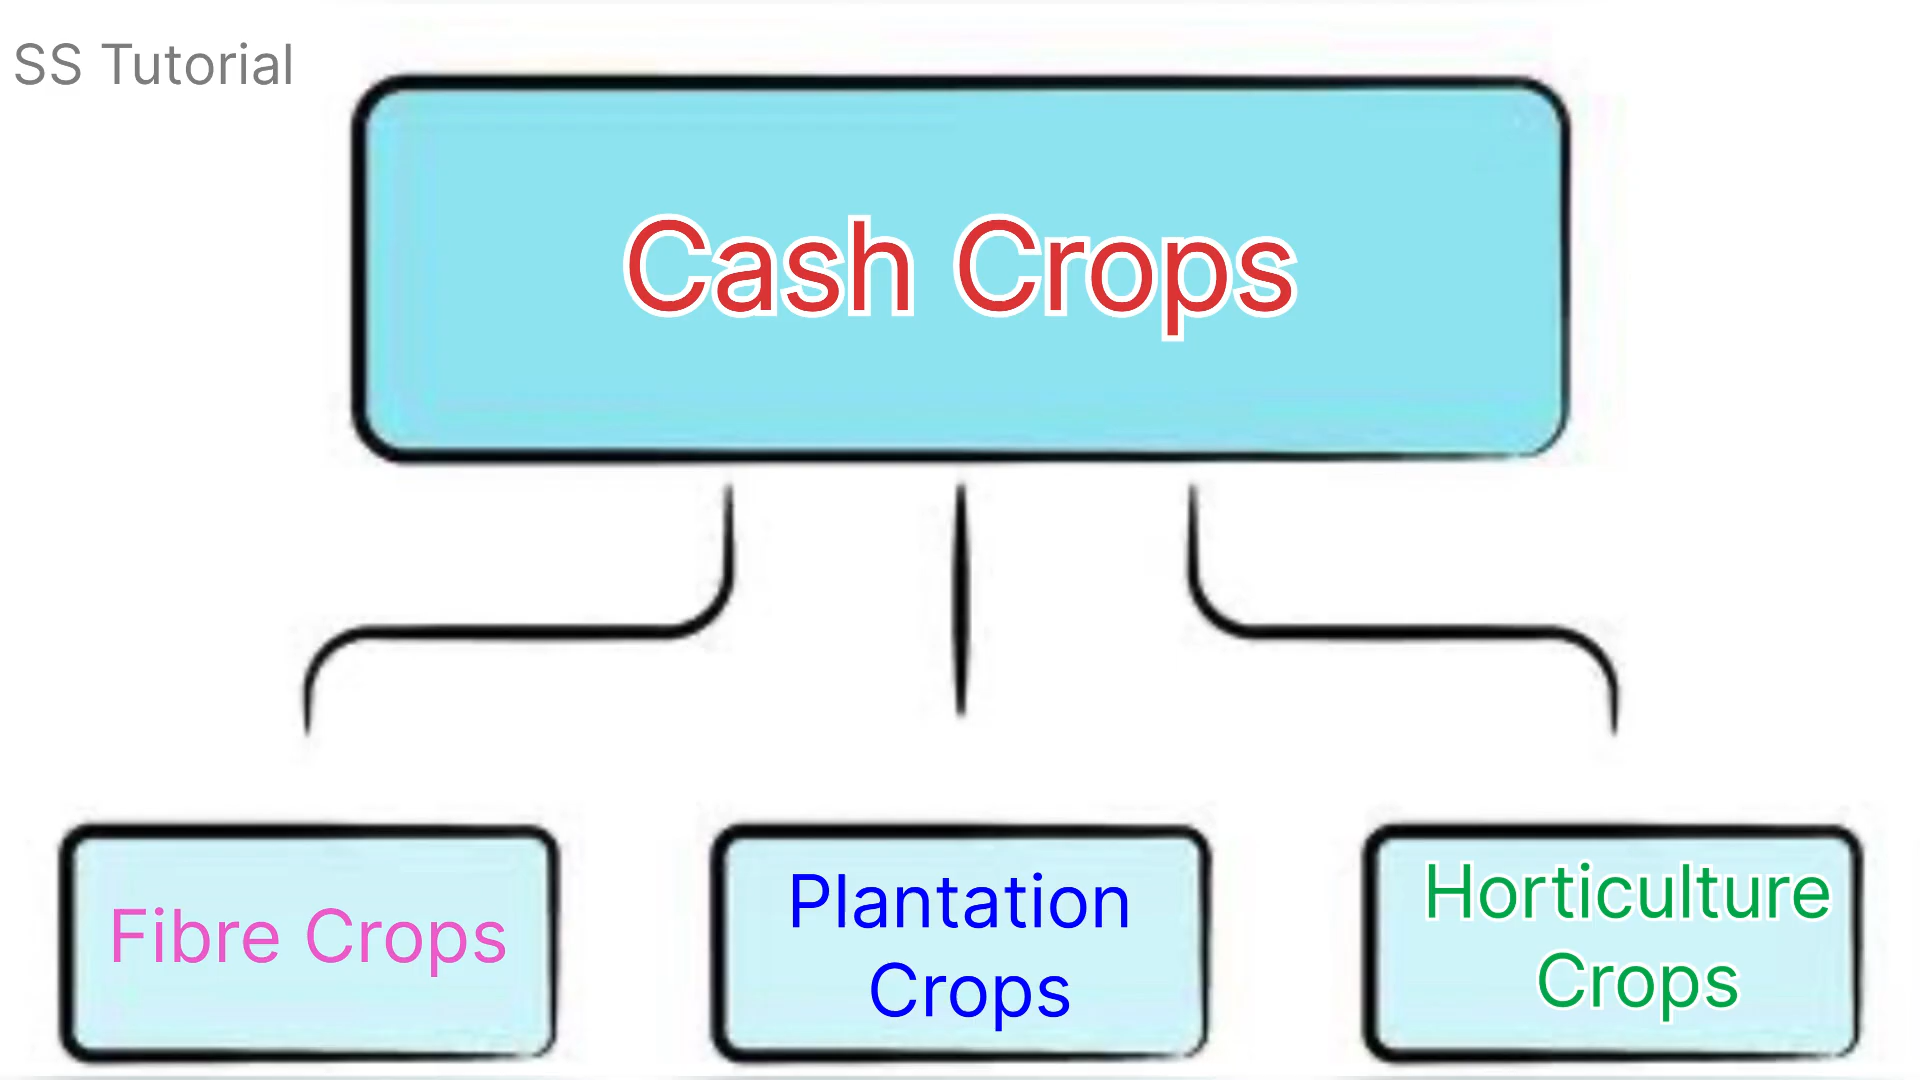 SS Tutorial
Cash Crops
Fibre Crops
Plantation
Crops
Horticulture
Crops